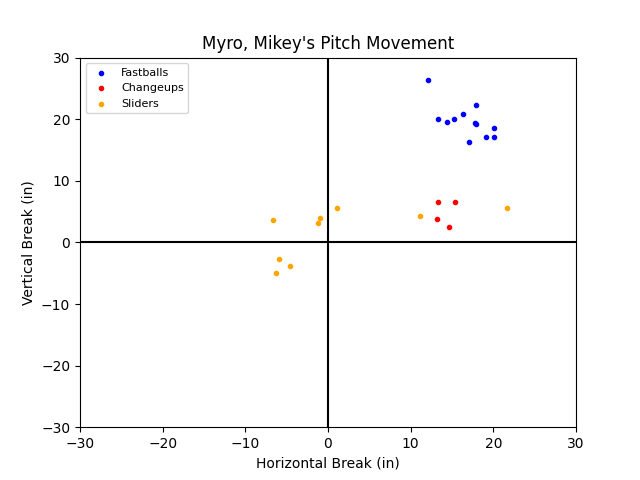 Myro, Mikey's Pitch Movement
Fastballs
Changeups
Sliders
Vertical Break (in)
30
20
10
0
−10
−20
−30
−30
−20
−10
0
10
20
30
Horizontal Break (in)